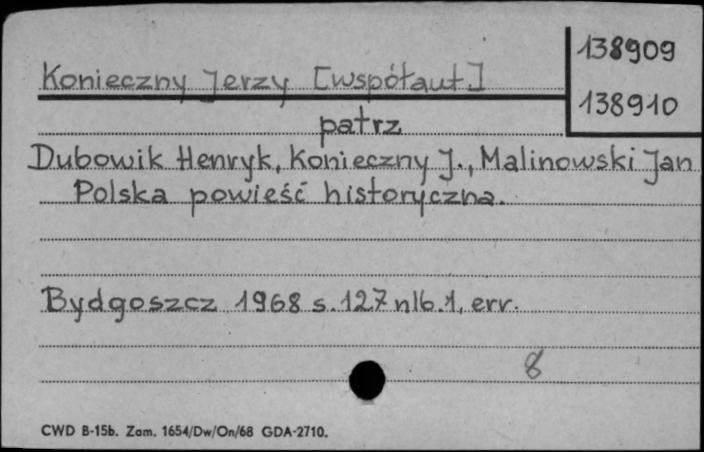 138909
Konieczny Jerzy [współaut]
138910
patrz
Dubowik Henryk, Konieczny J., Malinowski Jan
Polska powieść historyczna.
Bydgoszcz 1968 s. 127 nlb. 1, err.
8
CWD B-15b. Zam. 1654/Dw/On/68 GDA-2710.